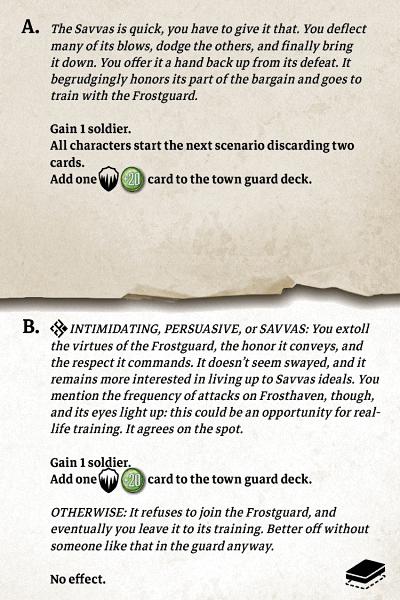 A. The Savvas is quick, you have to give it that. You deflect
many of its blows, dodge the others, and finally bring
it down. You offer it a hand back up from its defeat. It
begrudgingly honors its part of the bargain and goes to
train with the Frostguard.
Gain 1 soldier.
All characters start the next scenario discarding two
cards.
Add one +20 card to the town guard deck.
B. INTIMIDATING, PERSUASIVE, or SAVVAS: You extoll
the virtues of the Frostguard, the honor it conveys, and
the respect it commands. It doesn't seem swayed, and it
remains more interested in living up to Savvas ideals. You
mention the frequency of attacks on Frosthaven, though,
and its eyes light up: this could be an opportunity for real-
life training. It agrees on the spot.
Gain 1 soldier.
Add one +20 card to the town guard deck.
OTHERWISE: It refuses to join the Frostguard, and
eventually you leave it to its training. Better off without
someone like that in the guard anyway.
No effect.